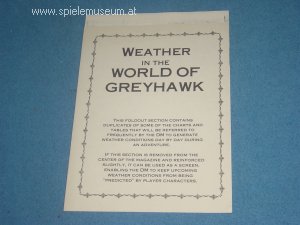 www.spielemuseum.at
WEATHER
IN THE
WORLD OF
GREYHAWK
THIS FOLDOUT SECTION CONTAINS
DUPLICATES OF SOME OF THE CHARTS AND
TABLES THAT WILL BE REFERRED TO
FREQUENTLY BY THE DM TO GENERATE
WEATHER CONDITIONS DAY BY DAY DURING
AN ADVENTURE.
IF THIS SECTION IS REMOVED FROM THE
CENTER OF THE MAGAZINE AND REINFORCED
SLIGHTLY, IT CAN BE USED AS A SCREEN,
ENABLING THE DM TO KEEP UPCOMING
WEATHER CONDITIONS FROM BEING
"PREDICTED" BY PLAYER CHARACTERS.